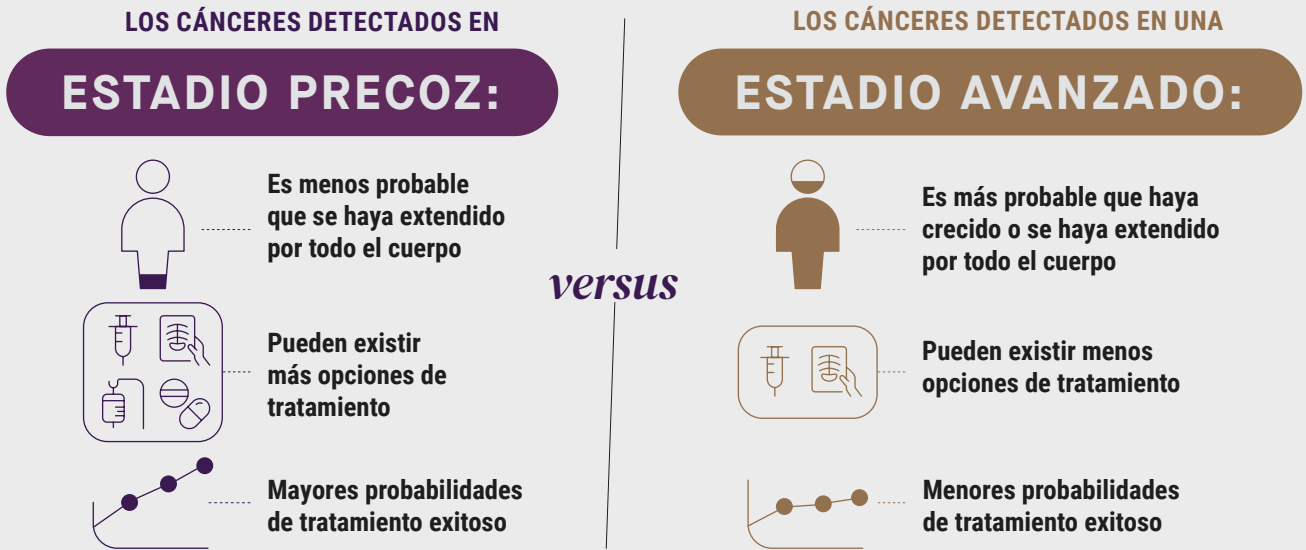 LOS CÁNCERES DETECTADOS EN
ESTADIO PRECOZ:
Es menos probable
que se haya extendido
por todo el cuerpo
Pueden existir
más opciones de
tratamiento
Mayores probabilidades
de tratamiento exitoso
versus
LOS CÁNCERES DETECTADOS EN UNA
ESTADIO AVANZADO:
Es más probable que haya
crecido o se haya extendido
por todo el cuerpo
Pueden existir menos
opciones de tratamiento
Menores probabilidades
de tratamiento exitoso